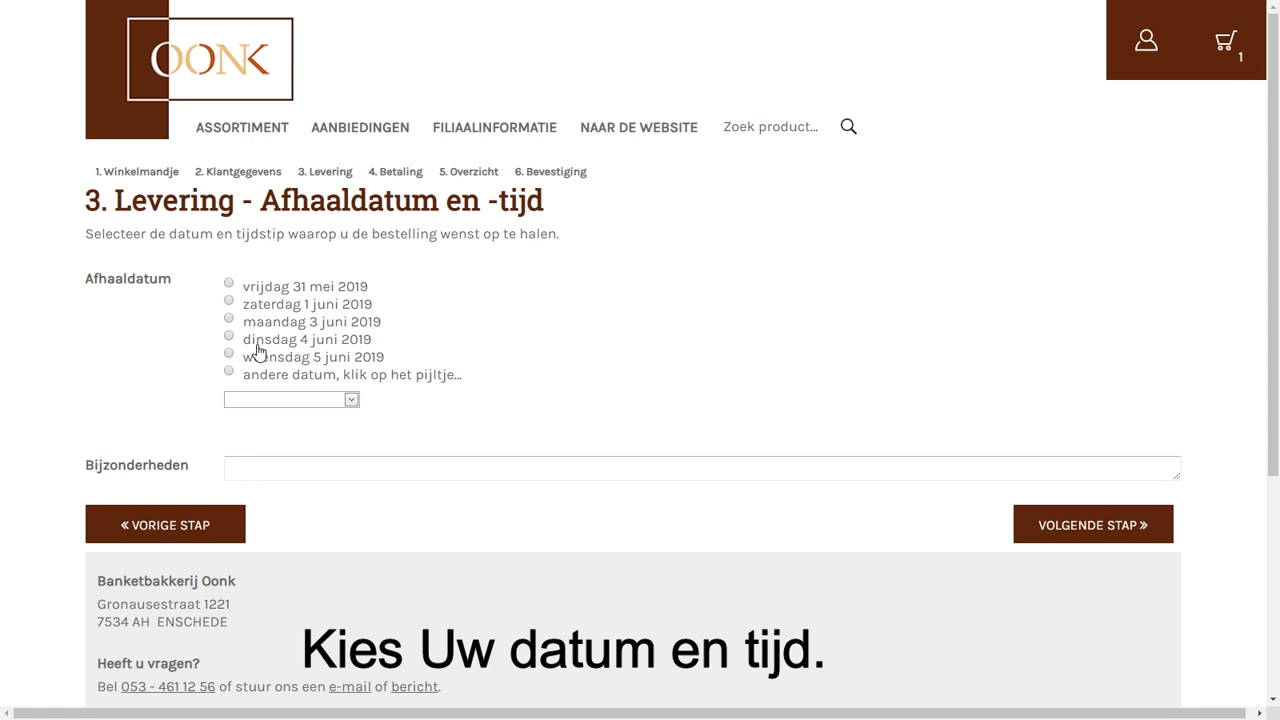 OONK
1
ASSORTIMENT AANBIEDINGEN FILIAALINFORMATIE NAAR DE WEBSITE Zoek product...
1. Winkelmandje 2. Klantgegevens 3. Levering 4. Betaling 5. Overzicht 6. Bevestiging
3. Levering - Afhaaldatum en -tijd
Selecteer de datum en tijdstip waarop u de bestelling wenst op te halen.
Afhaaldatum
vrijdag 31 mei 2019
zaterdag 1 juni 2019
maandag 3 juni 2019
dinsdag 4 juni 2019
woensdag 5 juni 2019
andere datum, klik op het pijltje...
Bijzonderheden
« VORIGE STAP
VOLGENDE STAP »
Banketbakkerij Oonk
Gronausestraat 1221
7534 AH ENSCHEDE
Kies Uw datum en tijd.
Heeft u vragen?
Bel 053 - 461 12 56 of stuur ons een e-mail of bericht.